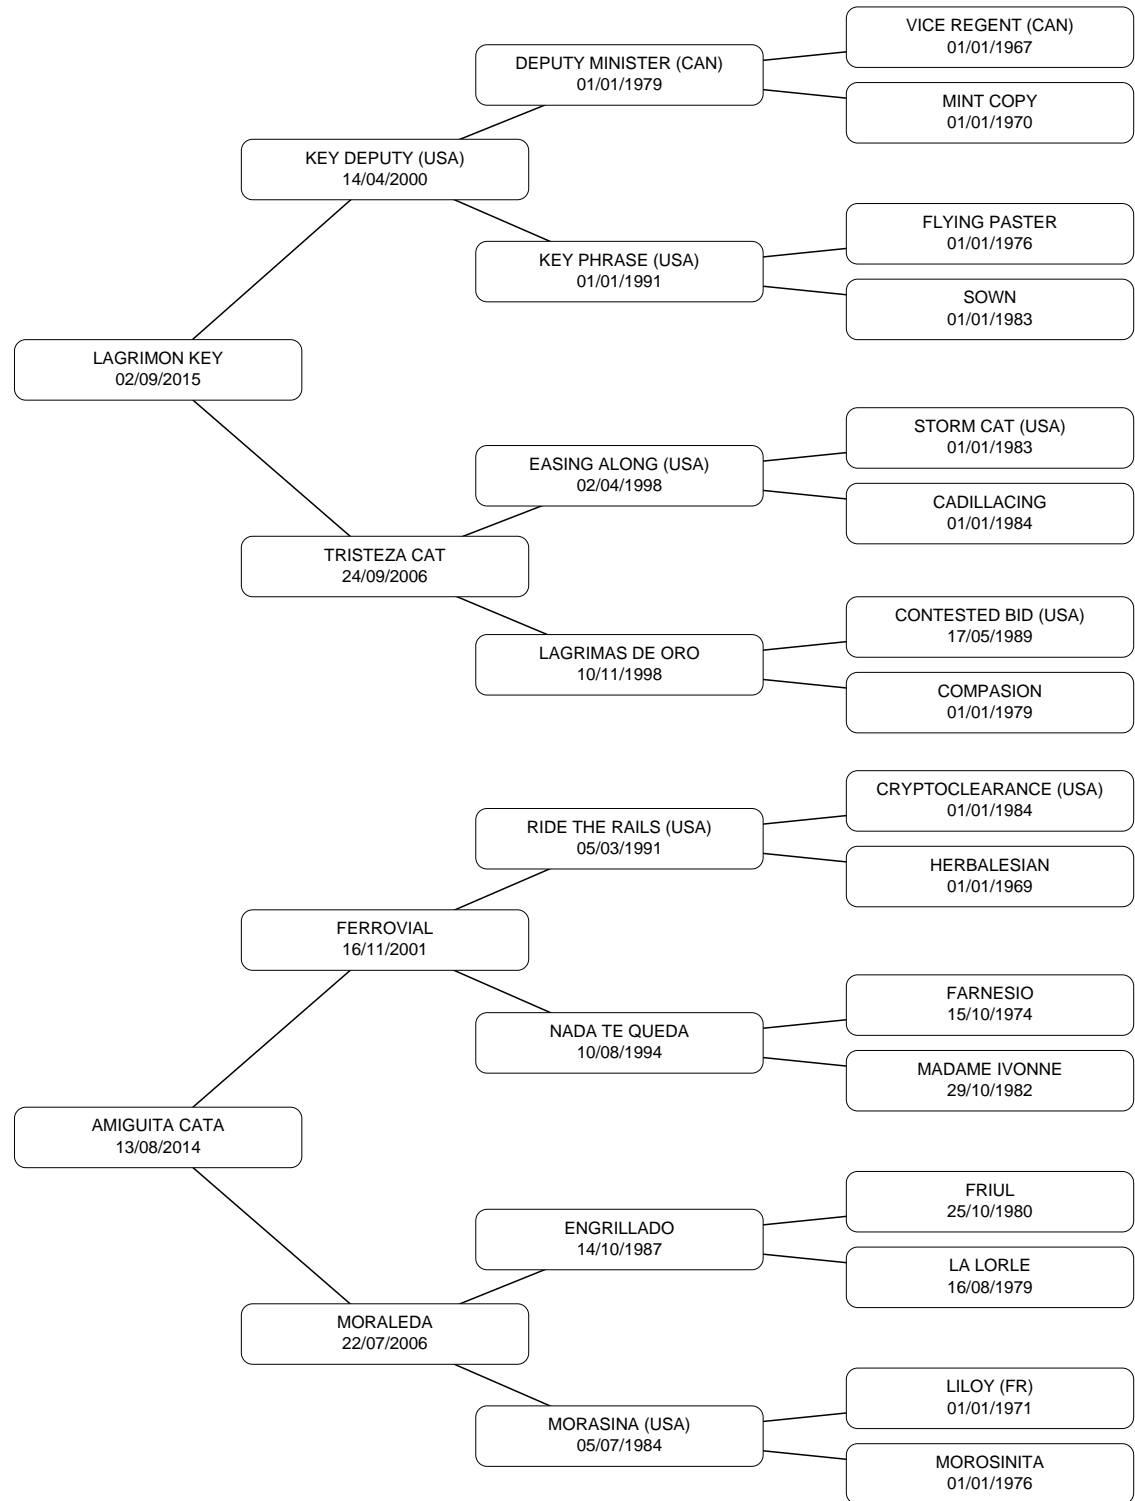 VICE REGENT (CAN)
01/01/1967
DEPUTY MINISTER (CAN)
01/01/1979
MINT COPY
01/01/1970
KEY DEPUTY (USA)
14/04/2000
FLYING PASTER
01/01/1976
KEY PHRASE (USA)
01/01/1991
SOWN
01/01/1983
LAGRIMON KEY
02/09/2015
STORM CAT (USA)
01/01/1983
EASING ALONG (USA)
02/04/1998
CADILLACING
01/01/1984
TRISTEZA CAT
24/09/2006
CONTESTED BID (USA)
17/05/1989
LAGRIMAS DE ORO
10/11/1998
COMPASION
01/01/1979
CRYPTOCLEARANCE (USA)
01/01/1984
RIDE THE RAILS (USA)
05/03/1991
HERBALESIAN
01/01/1969
FERROVIAL
16/11/2001
FARNESIO
15/10/1974
NADA TE QUEDA
10/08/1994
MADAME IVONNE
29/10/1982
AMIGUITA CATA
13/08/2014
FRIUL
25/10/1980
ENGRILLADO
14/10/1987
LA LORLE
16/08/1979
MORALEDA
22/07/2006
LILOY (FR)
01/01/1971
MORASINA (USA)
05/07/1984
MOROSINITA
01/01/1976